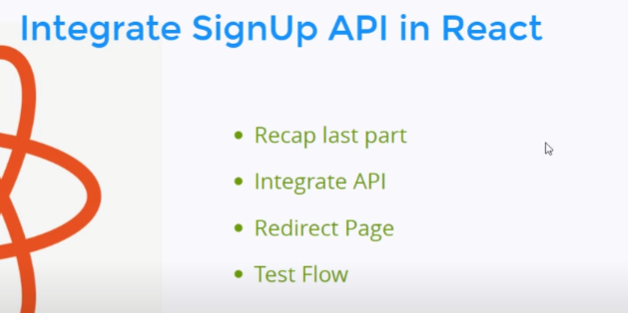 Integrate SignUp API in React
Recap last part
Integrate API
Redirect Page
Test Flow